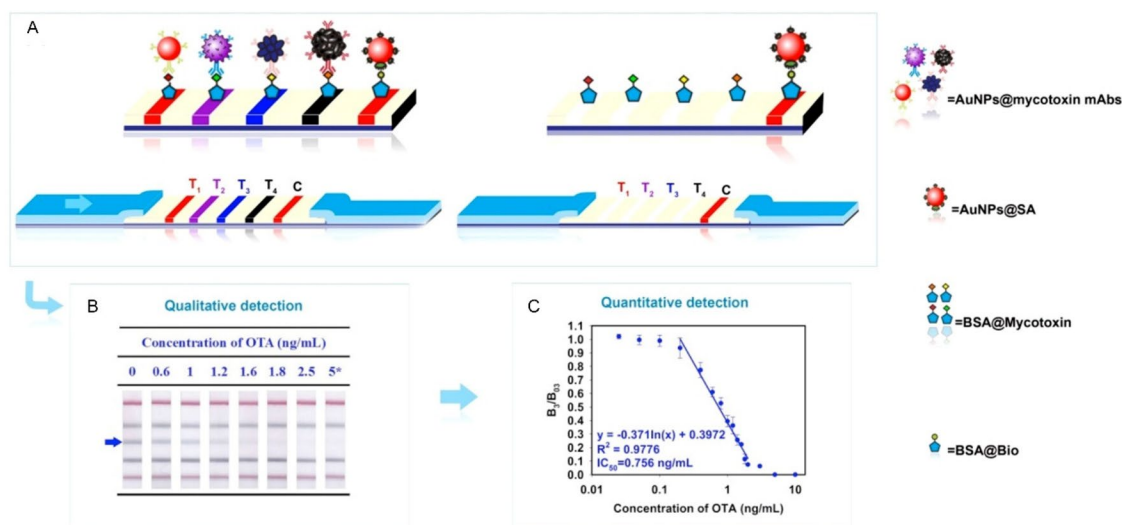 A
T1 T2 T3 T4 C
T1 T2 T3 T4 C
=AuNPs@mycotoxin mAbs
=AuNPs@SA
=BSA@Mycotoxin
=BSA@Bio
B
Qualitative detection
Concentration of OTA (ng/mL)
0 0.6 1 1.2 1.6 1.8 2.5 5*
C
Quantitative detection
B3/B03
1.1
1.0
0.9
0.8
0.7
0.6
0.5
0.4
0.3
0.2
0.1
0.0
y = -0.371ln(x) + 0.3972
R² = 0.9776
IC50=0.756 ng/mL
0.01 0.1 1 10
Concentration of OTA (ng/mL)